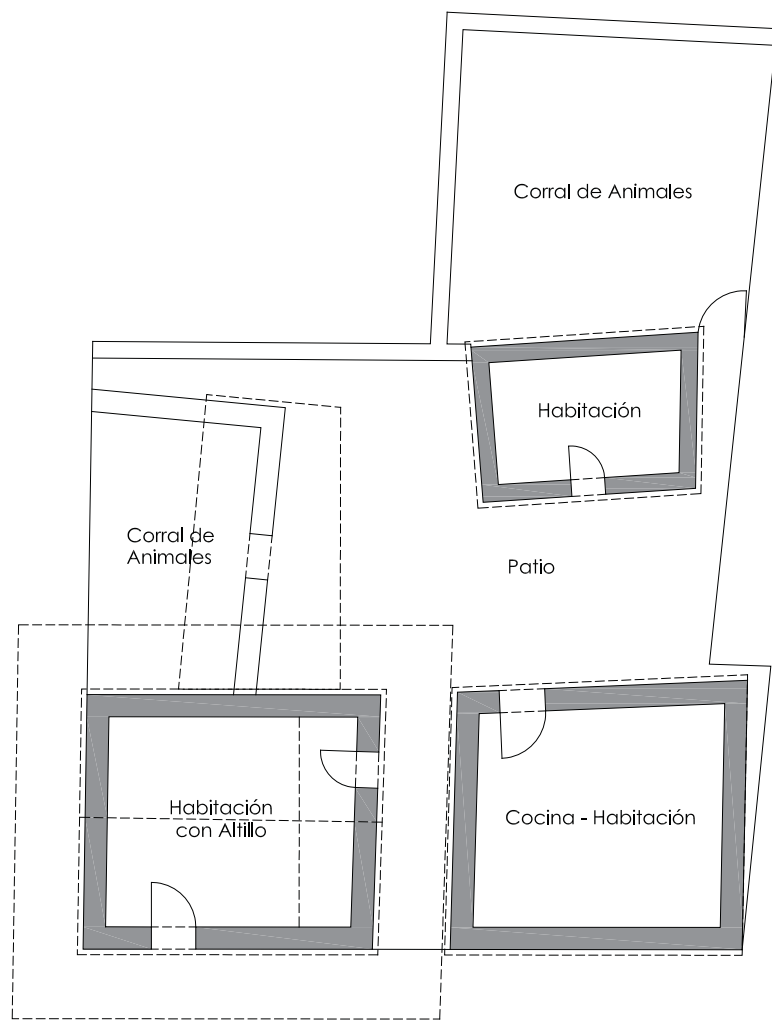 Corral de Animales
Habitación
Corral de
Animales
Patio
Habitación
con Altillo
Cocina - Habitación